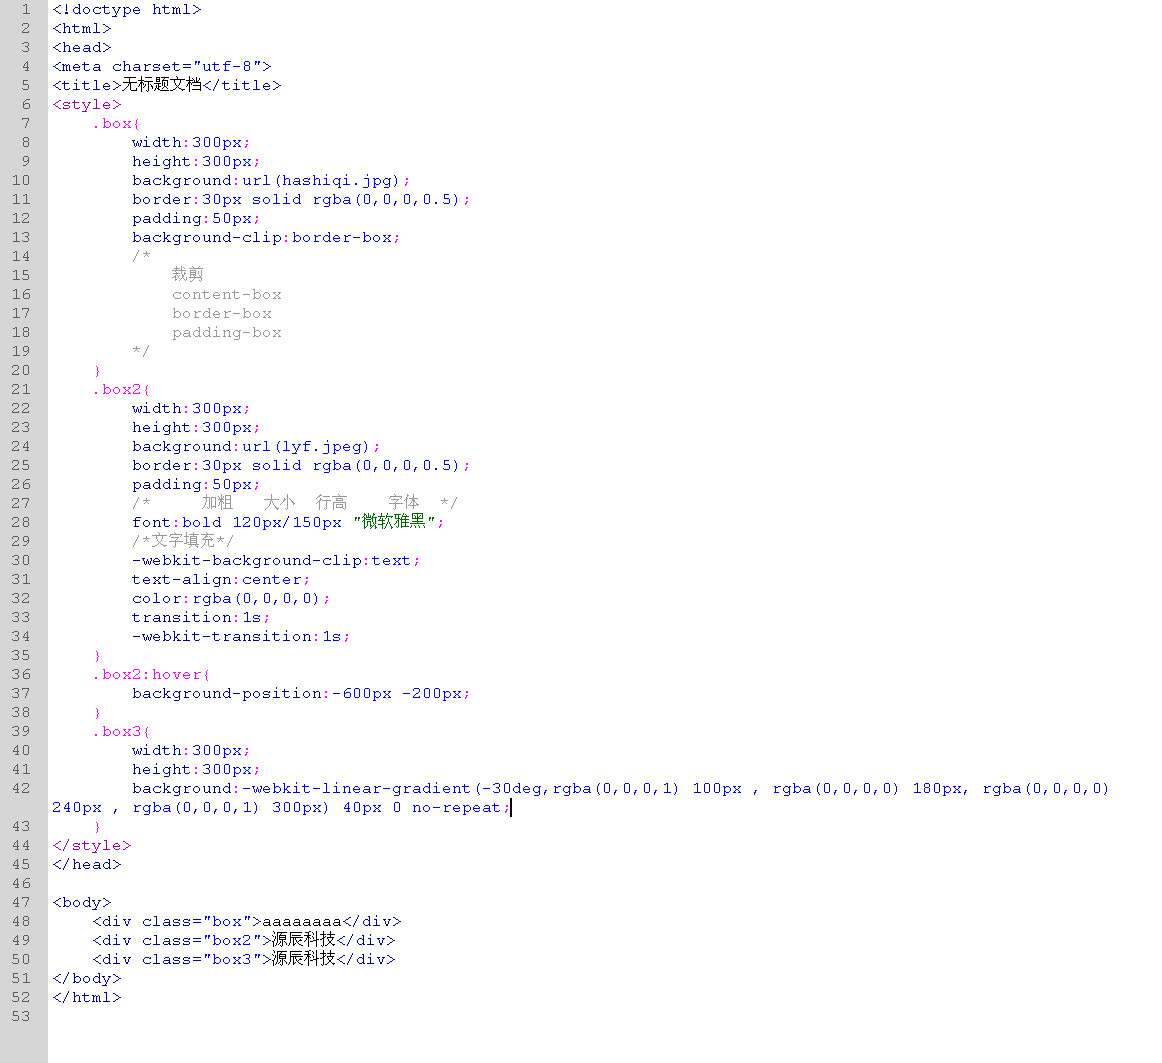 1 <!doctype html>
2 <html>
3 <head>
4 <meta charset="utf-8">
5 <title>无标题文档</title>
6 <style>
7     .box{
8         width:300px;
9         height:300px;
10         background:url(hashiqi.jpg);
11         border:30px solid rgba(0,0,0,0.5);
12         padding:50px;
13         background-clip:border-box;
14         /*
15             裁剪
16             content-box
17             border-box
18             padding-box
19         */
20     }
21     .box2{
22         width:300px;
23         height:300px;
24         background:url(lyf.jpeg);
25         border:30px solid rgba(0,0,0,0.5);
26         padding:50px;
27         /*     加粗   大小  行高    字体  */
28         font:bold 120px/150px "微软雅黑";
29         /*文字填充*/
30         -webkit-background-clip:text;
31         text-align:center;
32         color:rgba(0,0,0,0);
33         transition:1s;
34         -webkit-transition:1s;
35     }
36     .box2:hover{
37         background-position:-600px -200px;
38     }
39     .box3{
40         width:300px;
41         height:300px;
42         background:-webkit-linear-gradient(-30deg,rgba(0,0,0,1) 100px , rgba(0,0,0,0) 180px, rgba(0,0,0,0)
240px , rgba(0,0,0,1) 300px) 40px 0 no-repeat;
43     }
44 </style>
45 </head>
46
47 <body>
48     <div class="box">aaaaaaaa</div>
49     <div class="box2">源辰科技</div>
50     <div class="box3">源辰科技</div>
51 </body>
52 </html>
53